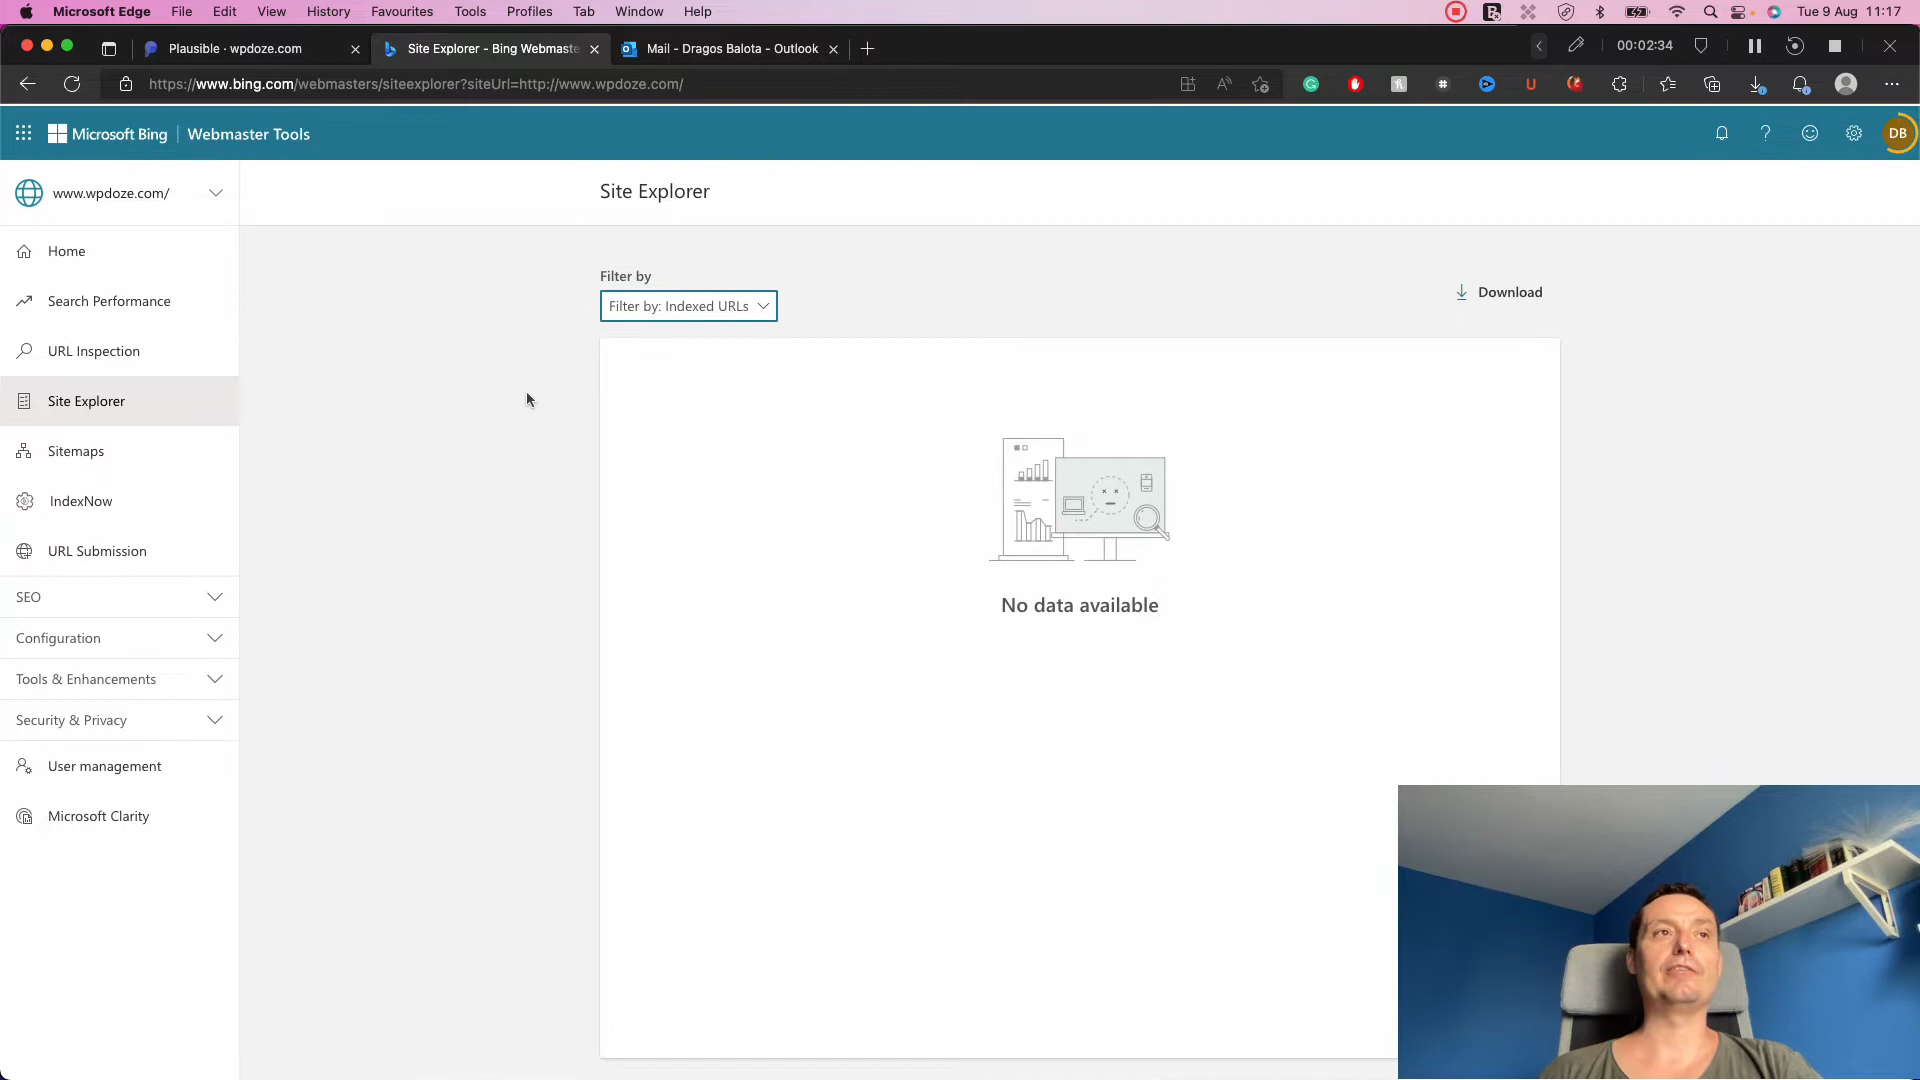 Microsoft Edge File Edit View History Favourites Tools Profiles Tab Window Help Tue 9 Aug 11:17
Plausible · wpdoze.com
Site Explorer - Bing Webmaste
Mail - Dragos Balota - Outlook
00:02:34
https://www.bing.com/webmasters/siteexplorer?siteUrl=http://www.wpdoze.com/
Microsoft Bing | Webmaster Tools
DB
www.wpdoze.com/
Site Explorer
Home
Search Performance
URL Inspection
Site Explorer
Sitemaps
IndexNow
URL Submission
SEO
Configuration
Tools & Enhancements
Security & Privacy
User management
Microsoft Clarity
Filter by
Filter by: Indexed URLs
Download
No data available